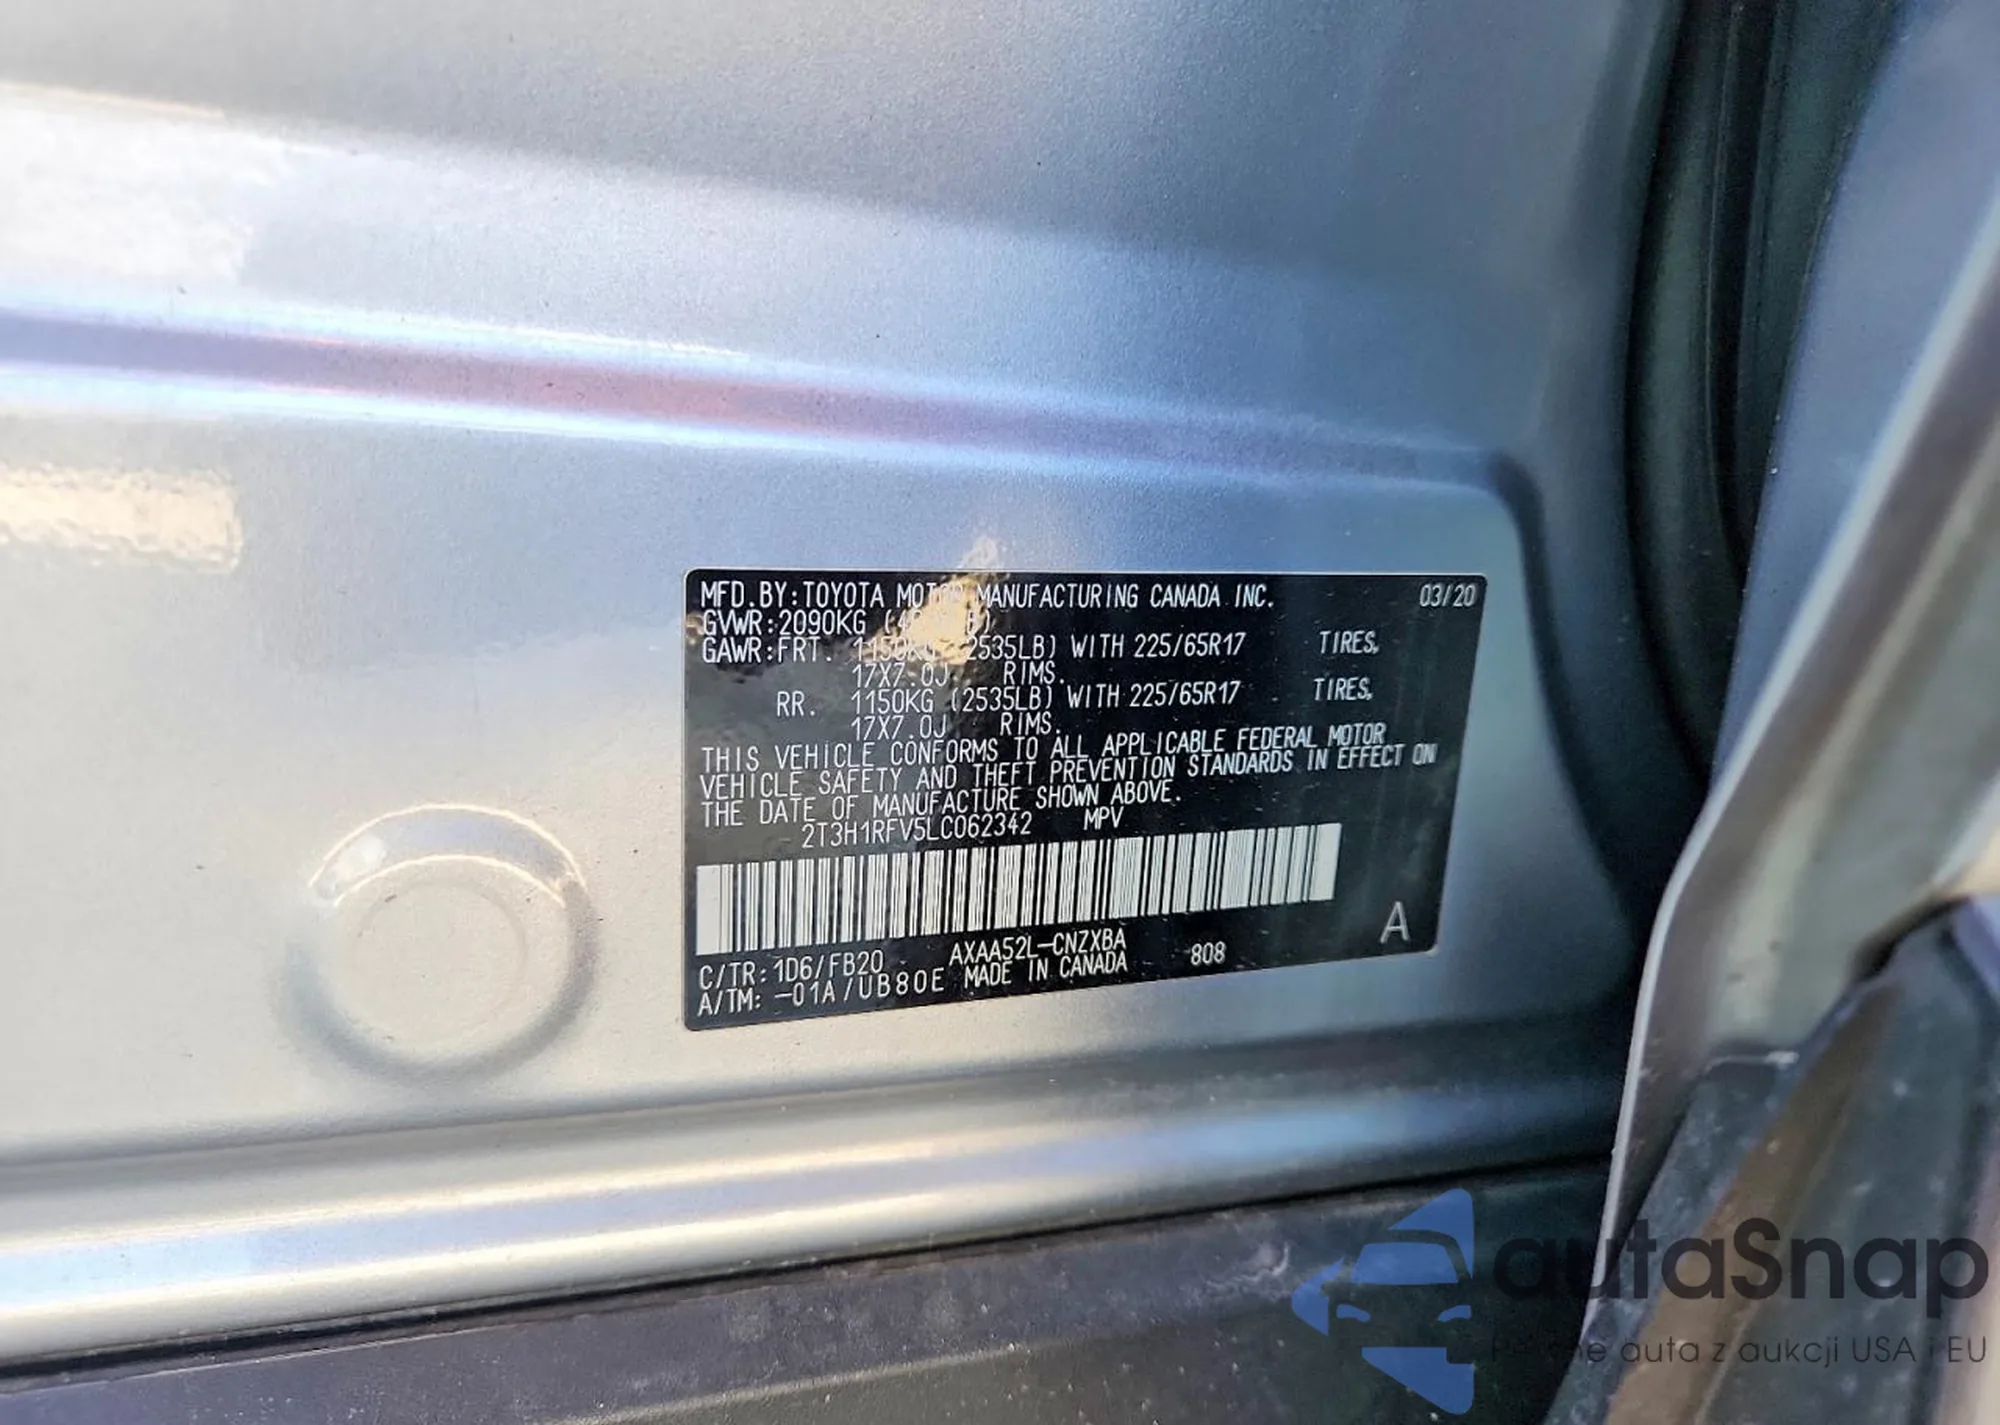 MFD.BY:TOYOTA MOTOR MANUFACTURING CANADA INC. 03/20
GVWR:2090KG
GAWR:FRT. 1150KG (2535LB) WITH 225/65R17 TIRES,
17X7.0J RIMS.
RR. 1150KG (2535LB) WITH 225/65R17 TIRES,
17X7.0J RIMS.
THIS VEHICLE CONFORMS TO ALL APPLICABLE FEDERAL MOTOR
VEHICLE SAFETY AND THEFT PREVENTION STANDARDS IN EFFECT ON
THE DATE OF MANUFACTURE SHOWN ABOVE.
2T3H1RFV5LC062342 MPV
A
C/TR: 1D6/FB20 AXAA52L-CNZXBA 808
A/TM: -01A/UB80E MADE IN CANADA
autaSnap
auta z aukcji USA i EU